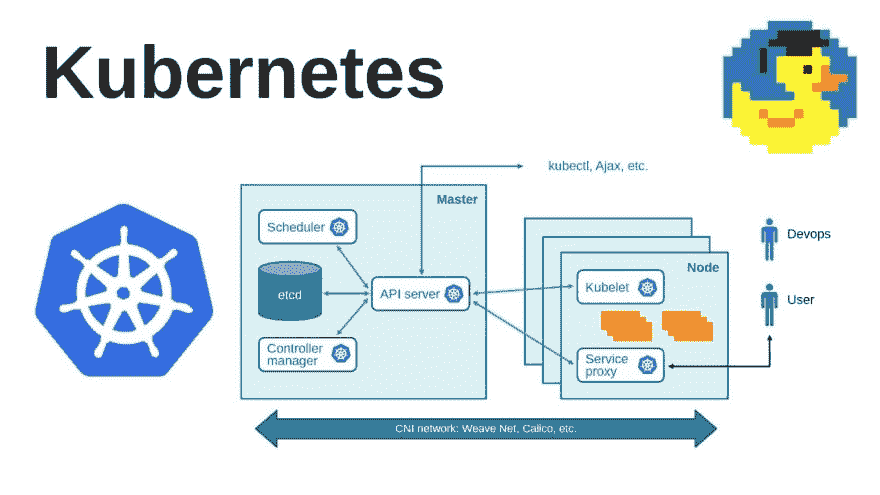 Kubernetes
kubectl, Ajax, etc.
Master
Scheduler
etcd
API server
Controller
manager
Node
Kubelet
Service
proxy
Devops
User
CNI network: Weave Net, Calico, etc.